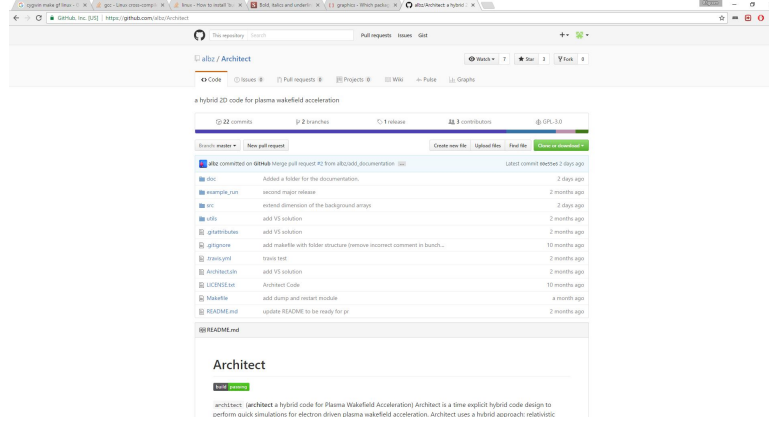 cygwin make gf linux - 
gcc - Linux cross-compile
linux - How to install 
Bold, italics and underlin
graphics - Which packag
albz/Architect: a hybrid 2
GitHub, Inc. [US] https://github.com/albz/Architect
This repository Search Pull requests Issues Gist
albz / Architect Watch 7 Star 2 Fork 8
Code Issues 0 Pull requests 0 Projects 0 Wiki Pulse Graphs
a hybrid 2D code for plasma wakefield acceleration
22 commits 2 branches 1 release 3 contributors GPL-3.0
Branch: master New pull request Create new file Upload files Find file Clone or download
albz committed on GitHub Merge pull request #2 from albz/add_documentation ... Latest commit 2 days ago
doc Added a folder for the documentation. 2 days ago
example_run second major release 2 months ago
src extend dimension of the background arrays 2 days ago
utils add VS solution 2 months ago
.gitattributes add VS solution 2 months ago
.gitignore add makefile with folder structure (remove incorrect comment in bunch... 10 months ago
.travis.yml travis test 2 months ago
Architect.sln add VS solution 2 months ago
LICENSE.txt Architect Code 10 months ago
Makefile add dump and restart module a month ago
README.md update README to be ready for pr 2 months ago
README.md
Architect
build passing
architect (architect a hybrid code for Plasma Wakefield Acceleration) Architect is a time explicit hybrid code design to
perform quick simulations for electron driven plasma wakefield acceleration. Architect uses a hybrid approach: relativistic